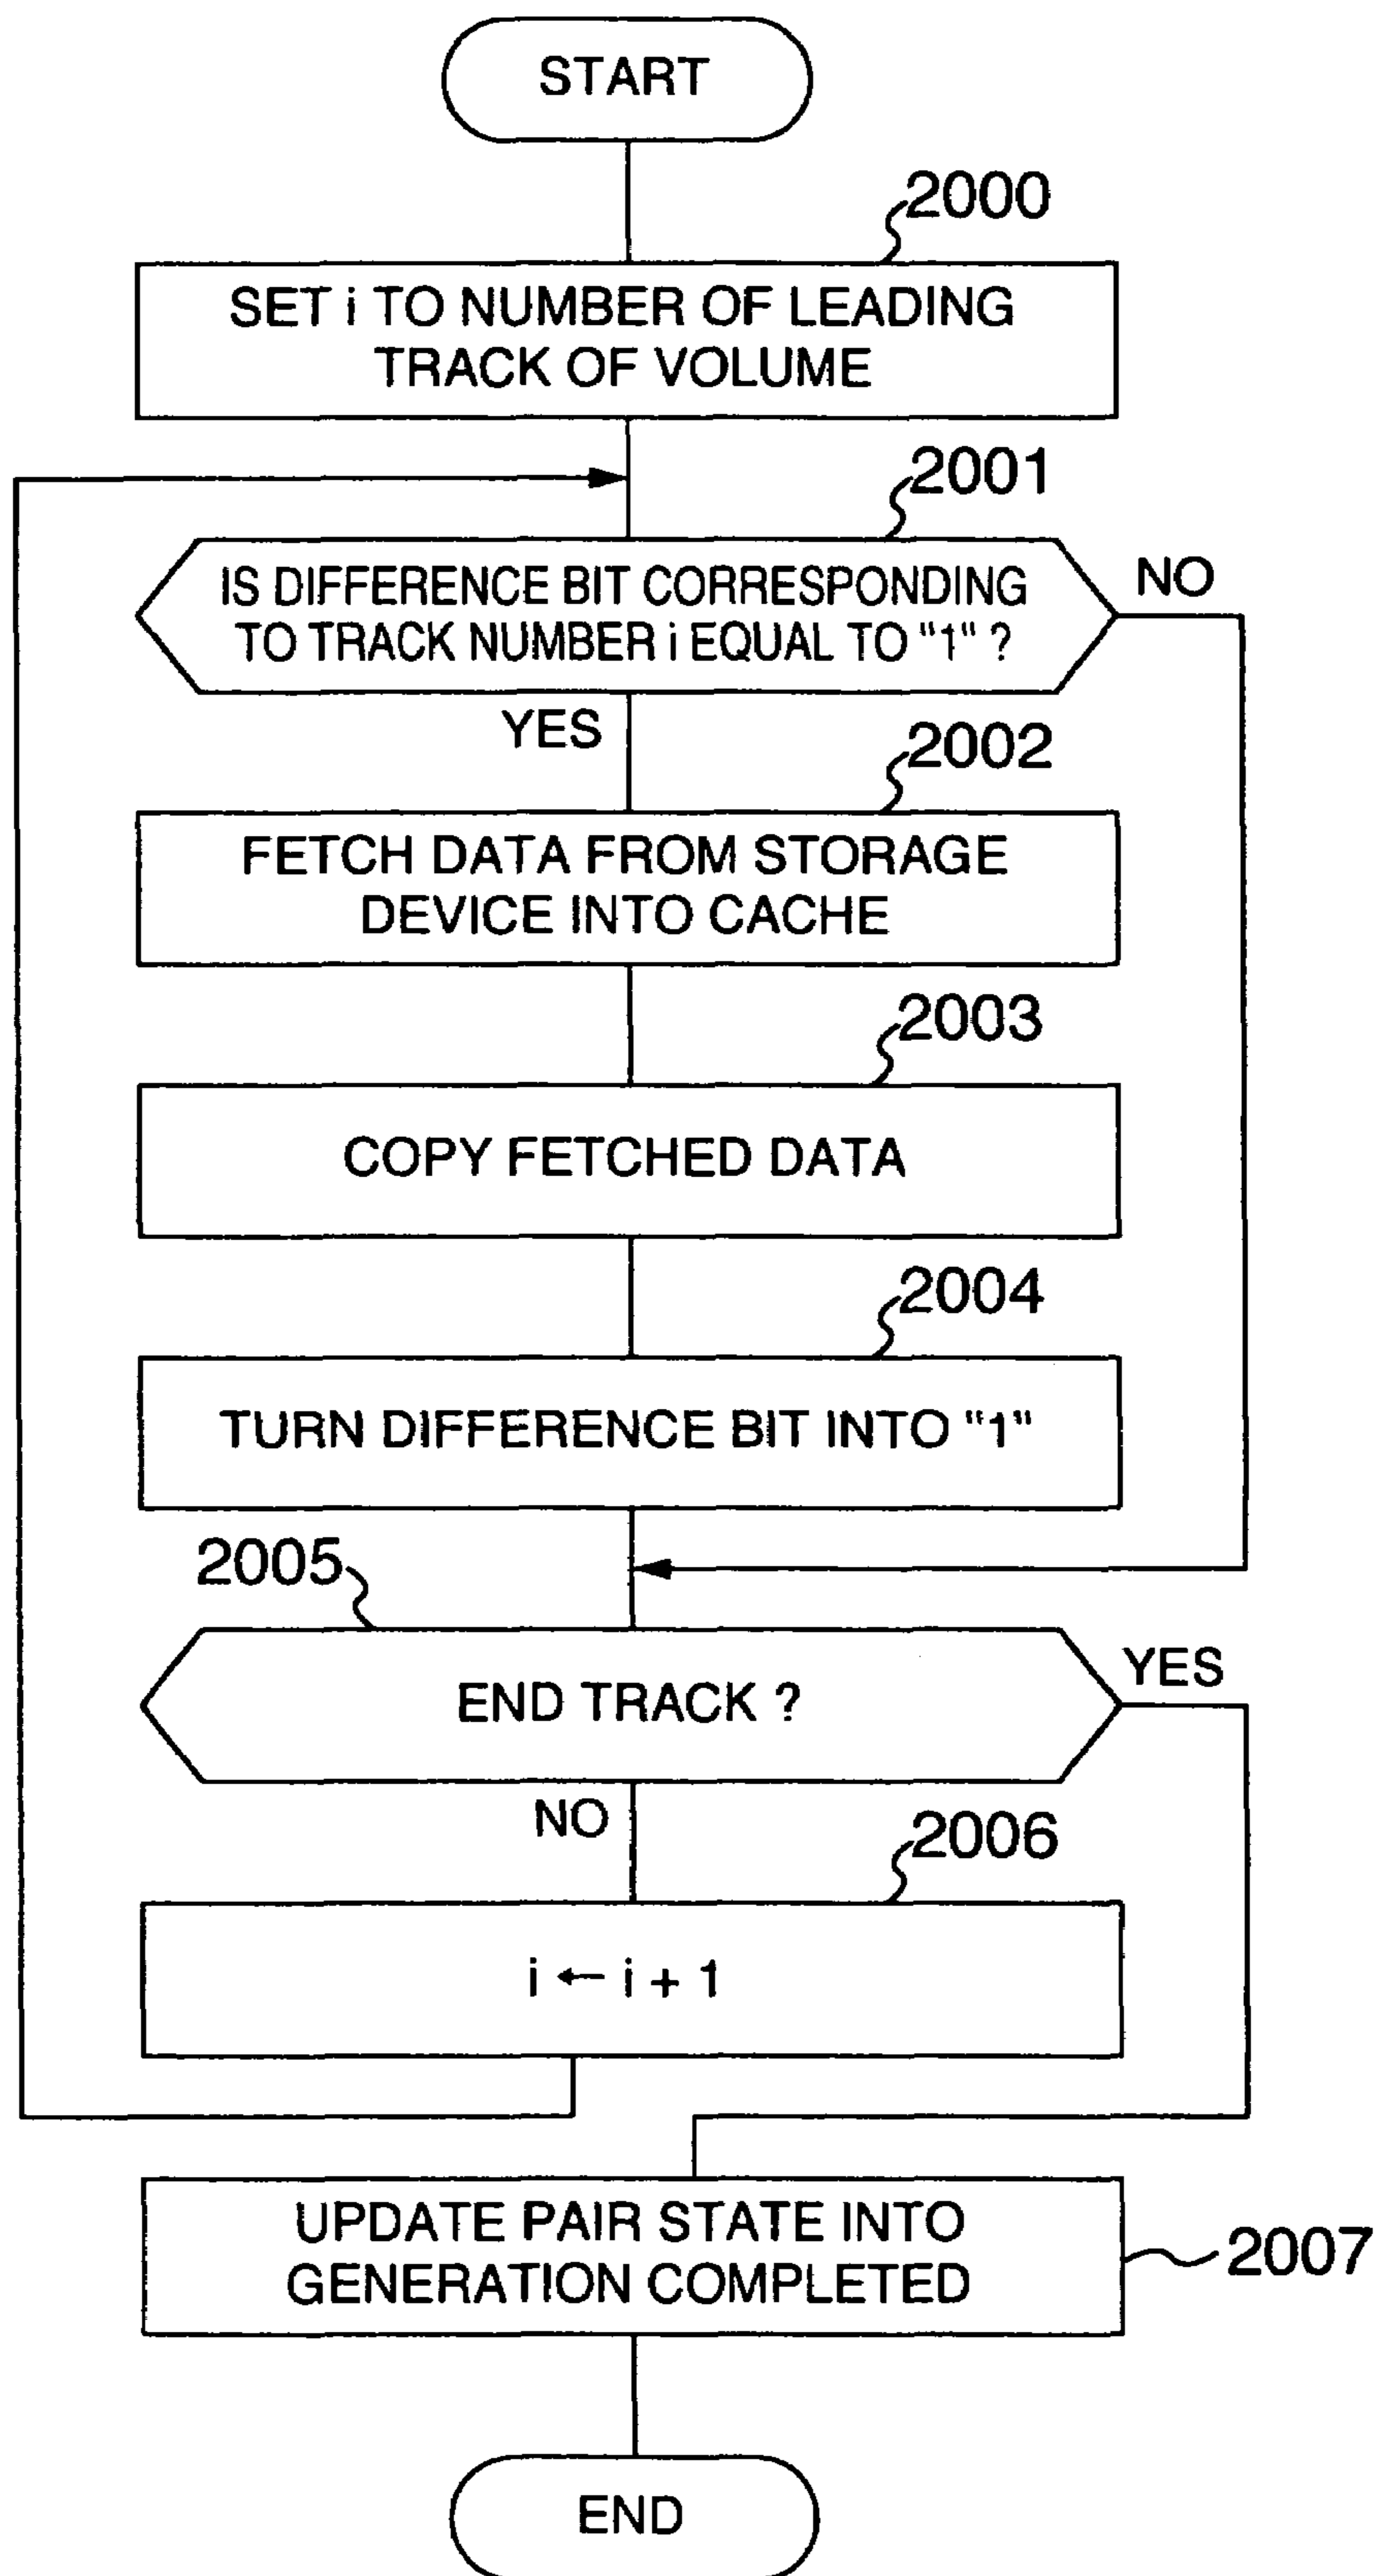 START
2000
SET i TO NUMBER OF LEADING
TRACK OF VOLUME
2001
IS DIFFERENCE BIT CORRESPONDING
TO TRACK NUMBER i EQUAL TO "1" ?
NO
YES
2002
FETCH DATA FROM STORAGE
DEVICE INTO CACHE
2003
COPY FETCHED DATA
2004
TURN DIFFERENCE BIT INTO "1"
2005
END TRACK ?
YES
NO
2006
i ← i + 1
UPDATE PAIR STATE INTO
GENERATION COMPLETED
2007
END